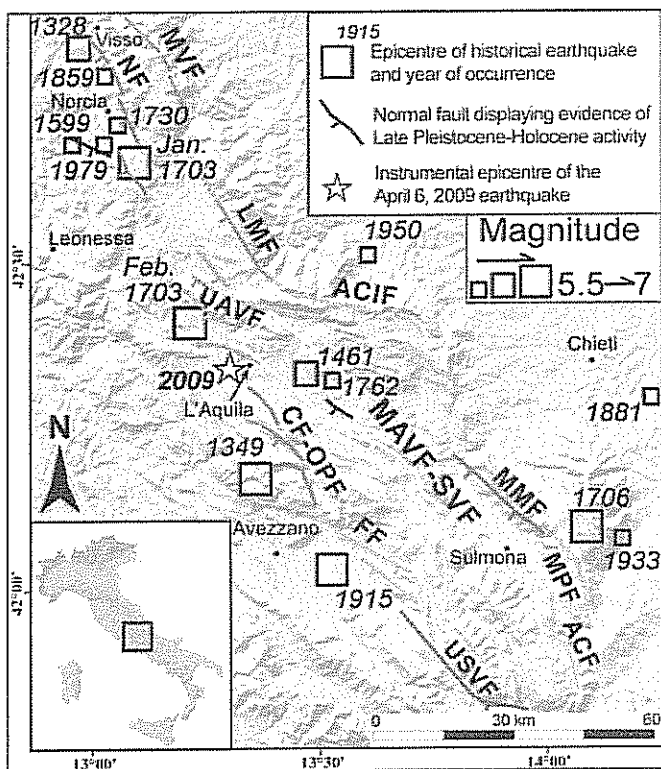 1328
Visso
MVF
1859
NF
Norcia
1730
1599
Jan.
1703
1979
Leonessa
LMF
1950
42°30'
Feb.
1703
UAVF
ACIF
1461
2009
1762
L'Aquila
Chieti
1881
N
CF-OPF
MAVF-SVF
1349
MMF
1706
FF
Avezzano
Sulmona
1933
MPF
42°00'
1915
ACF
USVF
0
30 km
60
13°00'
13°30'
14°00'
1915
Epicentre of historical earthquake
and year of occurrence
Normal fault displaying evidence of
Late Pleistocene-Holocene activity
Instrumental epicentre of the
April 6, 2009 earthquake
Magnitude
5.5→7